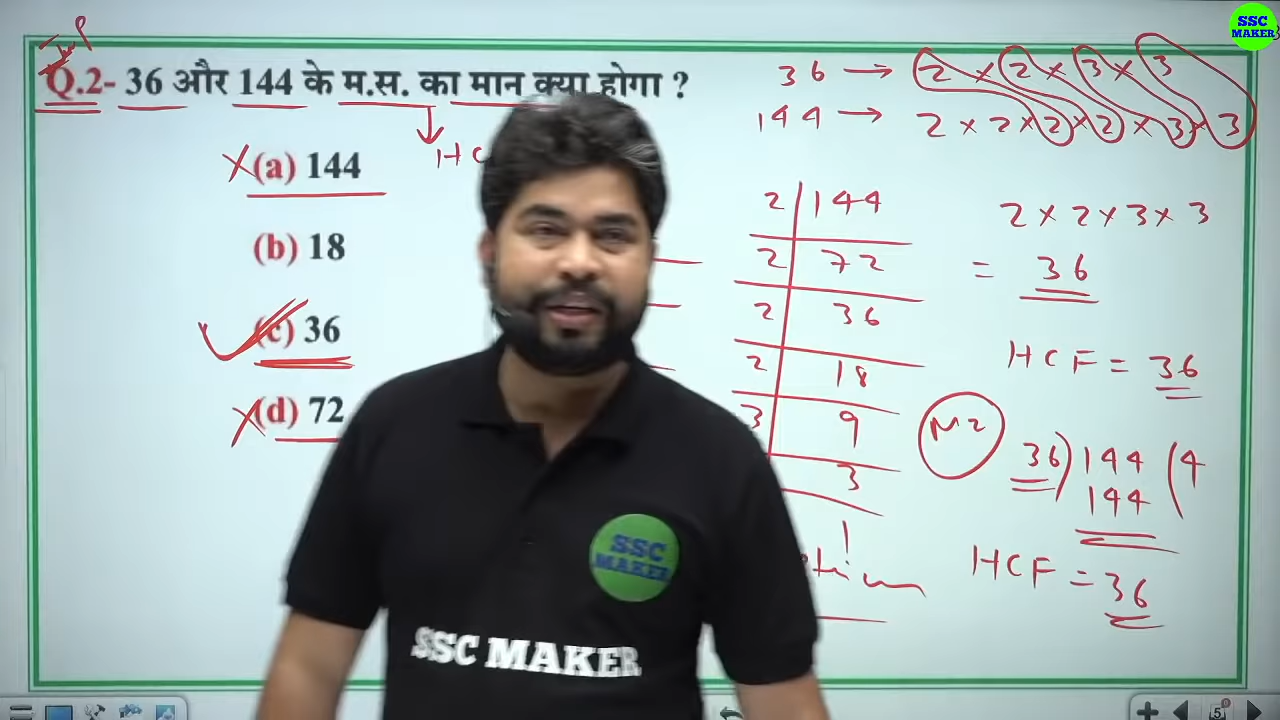 SSC
MAKER
Imp
Q.2- 36 और 144 के म.स. का मान क्या होगा ?
(a) 144
(b) 18
(c) 36
(d) 72
36 → 2 × 2 × 3 × 3
144 → 2 × 2 × 2 × 2 × 3 × 3
2 | 144
2 | 72
2 | 36
2 | 18
3 | 9
3
1
2 × 2 × 3 × 3
= 36
HCF = 36
M2
36) 144 (4
144
HCF = 36
SSC
MAKER
SSC MAKER